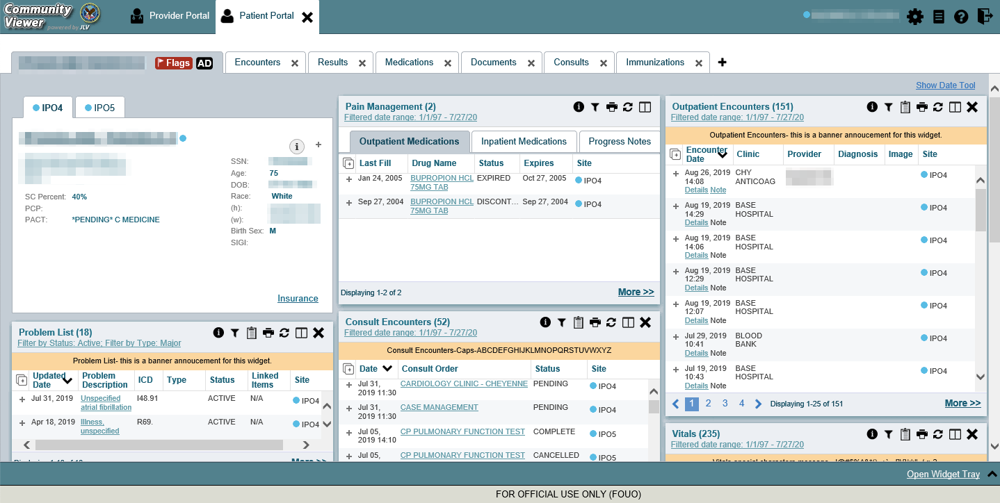 Community
Viewer
powered by JLV
Provider Portal
Patient Portal
Flags AD
Encounters
Results
Medications
Documents
Consults
Immunizations
Show Date Tool
IPO4
IPO5
SSN:
Age: 75
DOB:
Race: White
(h):
(w):
Birth Sex: M
SIGI:
SC Percent: 40%
PCP:
PACT: *PENDING* C MEDICINE
Insurance
Problem List (18)
Filter by Status: Active; Filter by Type: Major
Problem List- this is a banner annoucement for this widget.
Updated Date Problem Description ICD Type Status Linked Items Site
Jul 31, 2019 Unspecified atrial fibrillation I48.91 ACTIVE N/A IPO4
Apr 18, 2019 Illness, unspecified R69. ACTIVE N/A IPO4
Pain Management (2)
Filtered date range: 1/1/97 - 7/27/20
Outpatient Medications
Inpatient Medications
Progress Notes
Last Fill Drug Name Status Expires Site
Jan 24, 2005 BUPROPION HCL 75MG TAB EXPIRED Oct 27, 2005 IPO4
Sep 27, 2004 BUPROPION HCL 75MG TAB DISCONT... Sep 27, 2004 IPO4
Displaying 1-2 of 2
More >>
Consult Encounters (52)
Filtered date range: 1/1/97 - 7/27/20
Consult Encounters-Caps-ABCDEFGHIJKLMNOPQRSTUVWXYZ
Date Consult Order Status Site
Jul 31, 2019 11:30 CARDIOLOGY CLINIC - CHEYENNE PENDING IPO4
Jul 31, 2019 11:30 CASE MANAGEMENT PENDING IPO4
Jul 05, 2019 14:10 CP PULMONARY FUNCTION TEST COMPLETE IPO5
Jul 05, CP PULMONARY FUNCTION TEST CANCELLED IPO5
Outpatient Encounters (151)
Filtered date range: 1/1/97 - 7/27/20
Outpatient Encounters- this is a banner annoucement for this widget.
Encounter Date Clinic Provider Diagnosis Image Site
Aug 26, 2019 14:08 CHY ANTICOAG IPO4
Details Note
Aug 19, 2019 14:29 BASE HOSPITAL IPO4
Details Note
Aug 19, 2019 14:06 BASE HOSPITAL IPO4
Details Note
Aug 19, 2019 12:29 BASE HOSPITAL IPO4
Details Note
Aug 19, 2019 12:07 BASE HOSPITAL IPO4
Details Note
Jul 29, 2019 10:41 BLOOD BANK IPO4
Details Note
Jul 19, 2019 10:43 BASE HOSPITAL IPO4
Details Note
1 2 3 4 Displaying 1-25 of 151
More >>
Vitals (235)
Filtered date range: 1/1/97 - 7/27/20
Open Widget Tray
FOR OFFICIAL USE ONLY (FOUO)